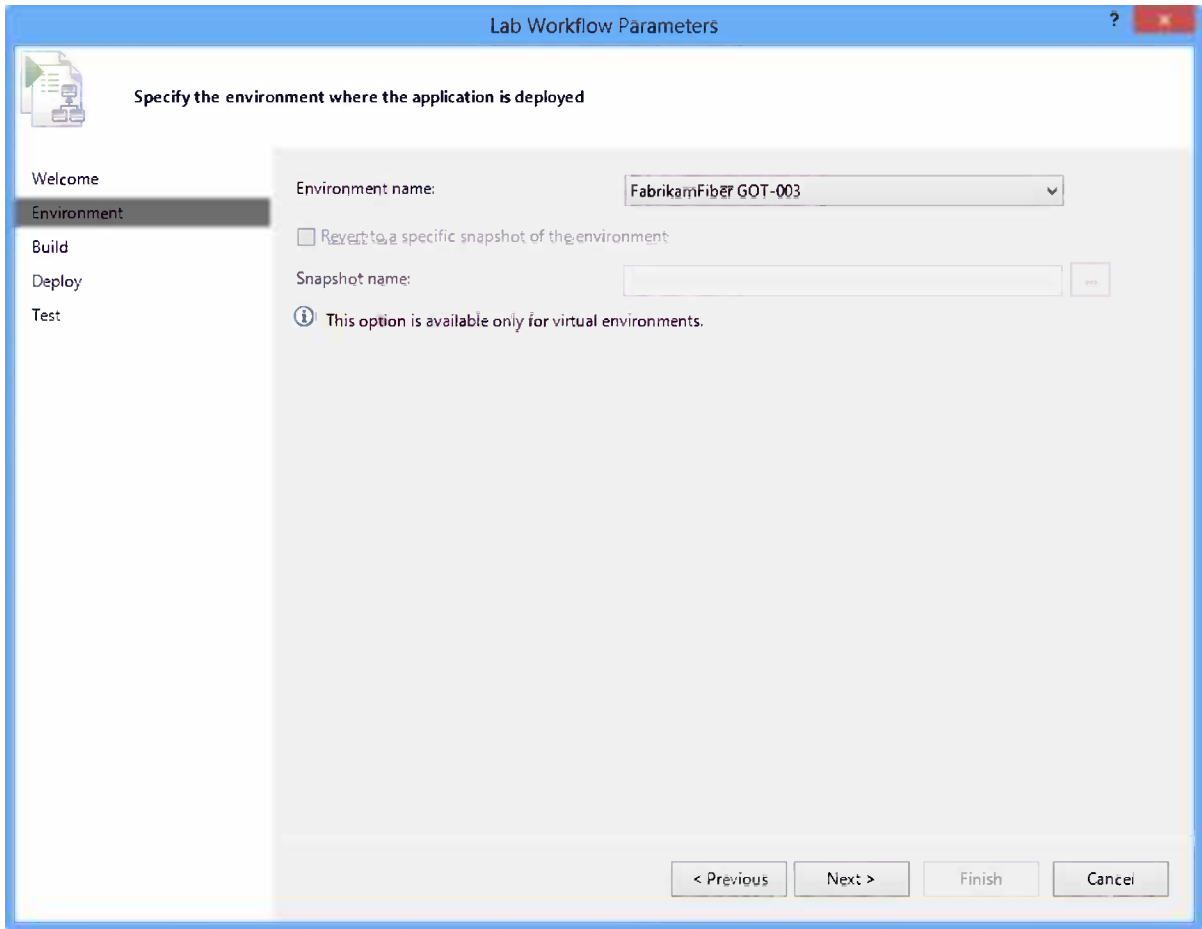 Lab Workflow Parameters
?
Specify the environment where the application is deployed
Welcome
Environment
Build
Deploy
Test
Environment name:
FabrikamFiber GOT-003
Revert to a specific snapshot of the environment
Snapshot name:
...
This option is available only for virtual environments.
< Previous
Next >
Finish
Cancel